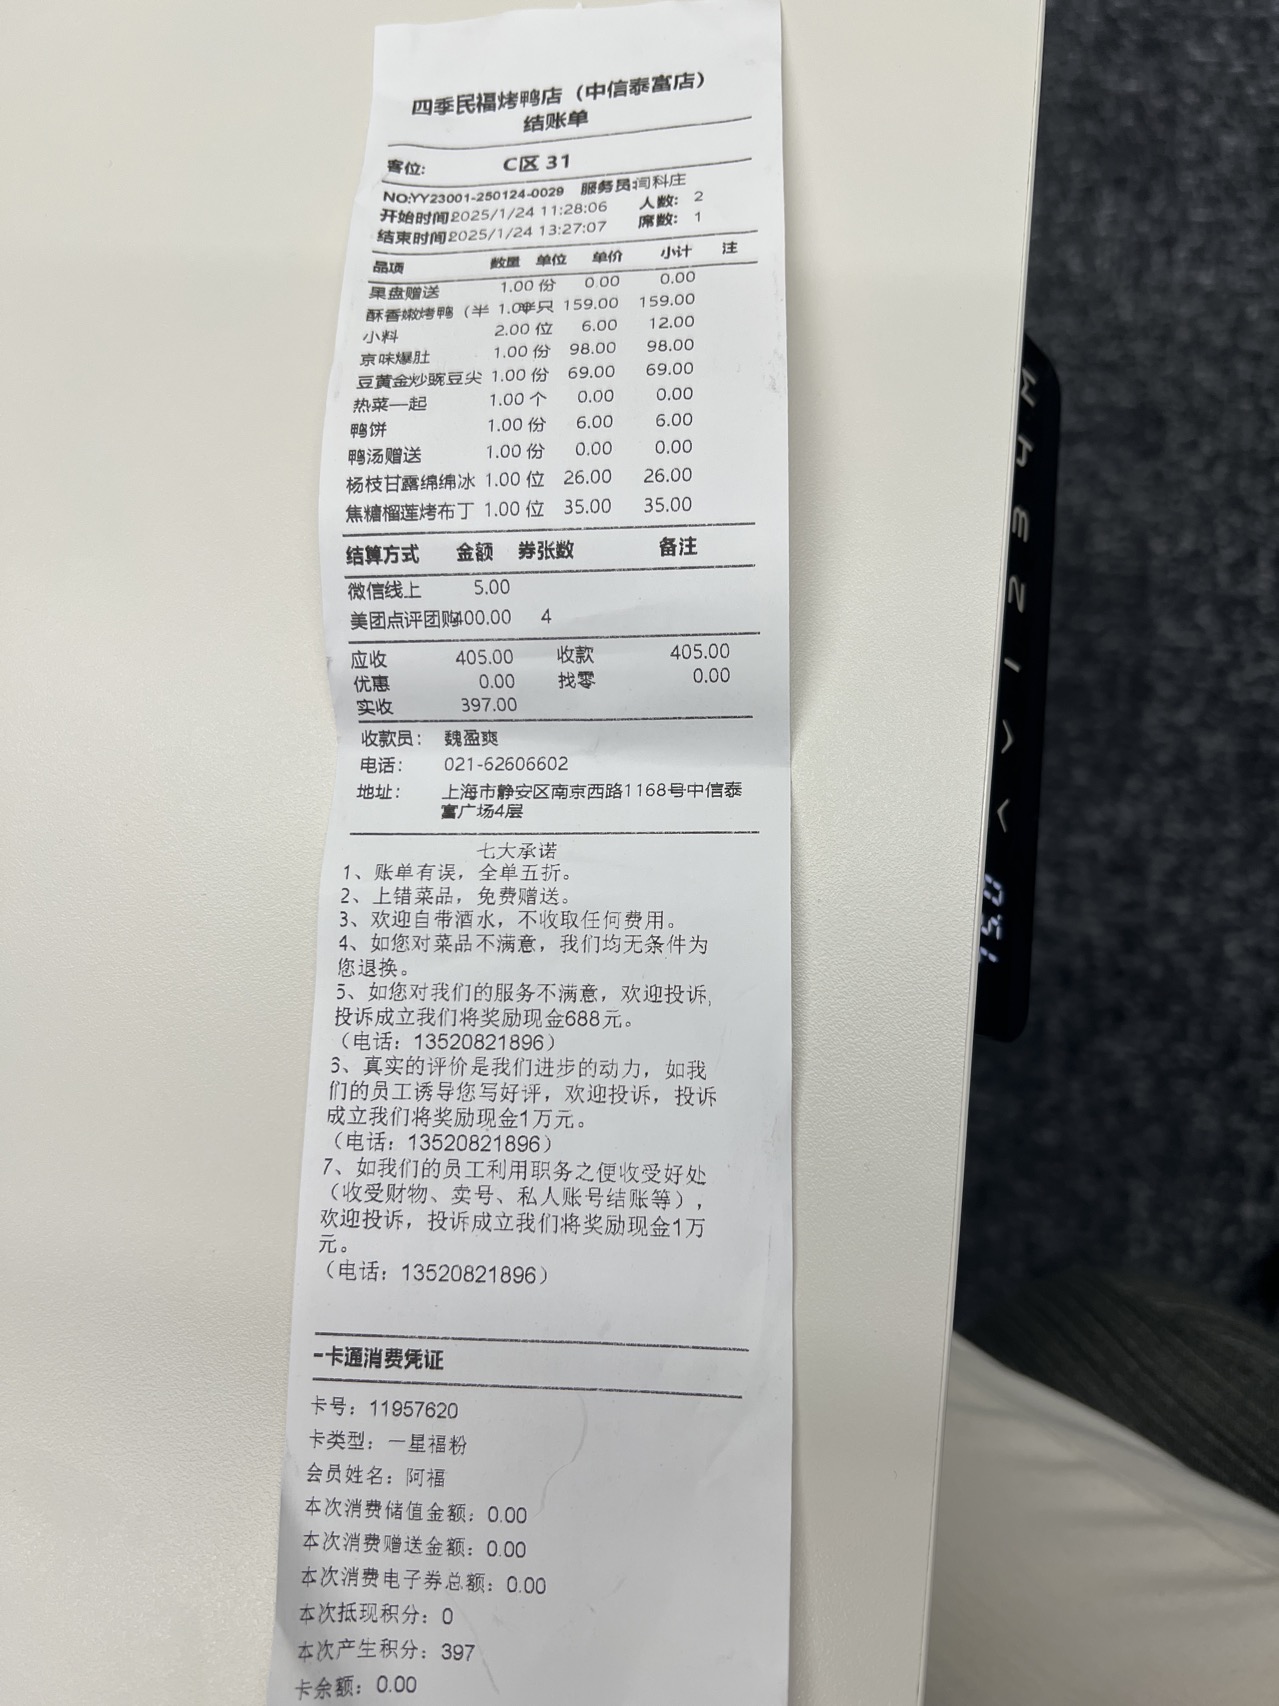 四季民福烤鸭店（中信泰富店）
结账单
客位: C区 31
NO:YY23001-250124-0029 服务员:闫科庄
开始时间2025/1/24 11:28:06 人数: 2
结束时间2025/1/24 13:27:07 席数: 1
品项 数量 单位 单价 小计 注
果盘赠送 1.00 份 0.00 0.00
酥香嫩烤鸭（半 1.00半只 159.00 159.00
小料 2.00 位 6.00 12.00
京味爆肚 1.00 份 98.00 98.00
豆黄金炒豌豆尖 1.00 份 69.00 69.00
热菜一起 1.00 个 0.00 0.00
鸭饼 1.00 份 6.00 6.00
鸭汤赠送 1.00 份 0.00 0.00
杨枝甘露绵绵冰 1.00 位 26.00 26.00
焦糖榴莲烤布丁 1.00 位 35.00 35.00
结算方式 金额 券张数 备注
微信线上 5.00
美团点评团购400.00 4
应收 405.00 收款 405.00
优惠 0.00 找零 0.00
实收 397.00
收款员: 魏盈爽
电话: 021-62606602
地址: 上海市静安区南京西路1168号中信泰
富广场4层
七大承诺
1、账单有误，全单五折。
2、上错菜品，免费赠送。
3、欢迎自带酒水，不收取任何费用。
4、如您对菜品不满意，我们均无条件为
您退换。
5、如您对我们的服务不满意，欢迎投诉,
投诉成立我们将奖励现金688元。
（电话：13520821896）
3、真实的评价是我们进步的动力，如我
们的员工诱导您写好评，欢迎投诉，投诉
成立我们将奖励现金1万元。
（电话：13520821896）
7、如我们的员工利用职务之便收受好处
（收受财物、卖号、私人账号结账等），
欢迎投诉，投诉成立我们将奖励现金1万
元。
（电话：13520821896）
一卡通消费凭证
卡号：11957620
卡类型：一星福粉
会员姓名：阿福
本次消费储值金额：0.00
本次消费赠送金额：0.00
本次消费电子券总额：0.00
本次抵现积分：0
本次产生积分：397
卡余额：0.00
M
4
3
2
1